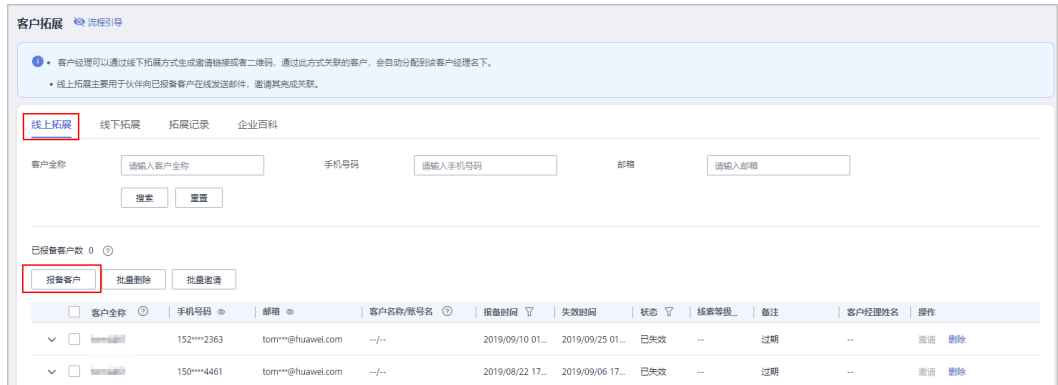 客户拓展 流程引导
• 客户经理可以通过线下拓展方式生成邀请链接或者二维码，通过此方式关联的客户，会自动分配到该客户经理名下。
• 线上拓展主要用于伙伴向已报备客户在线发送邮件，邀请其完成关联。
线上拓展 线下拓展 拓展记录 企业百科
客户全称 请输入客户全称 手机号码 请输入手机号码 邮箱 请输入邮箱
搜索 重置
已报备客户数 0
报备客户 批量删除 批量邀请
客户全称 手机号码 邮箱 客户名称/账号名 报备时间 失效时间 状态 线索等级... 备注 客户经理姓名 操作
152****2363 tom***@huawei.com --/-- 2019/09/10 01... 2019/09/25 01... 已失效 -- 过期 -- 邀请 删除
150****4461 tom***@huawei.com --/-- 2019/08/22 17... 2019/09/06 17... 已失效 -- 过期 -- 邀请 删除